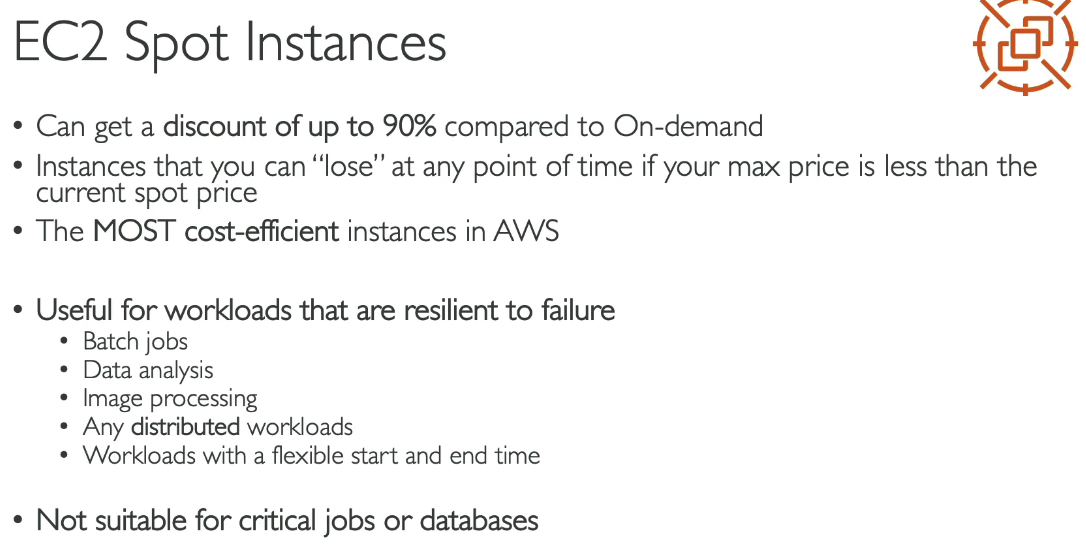 EC2 Spot Instances
• Can get a discount of up to 90% compared to On-demand
• Instances that you can “lose” at any point of time if your max price is less than the
current spot price
• The MOST cost-efficient instances in AWS
• Useful for workloads that are resilient to failure
• Batch jobs
• Data analysis
• Image processing
• Any distributed workloads
• Workloads with a flexible start and end time
• Not suitable for critical jobs or databases